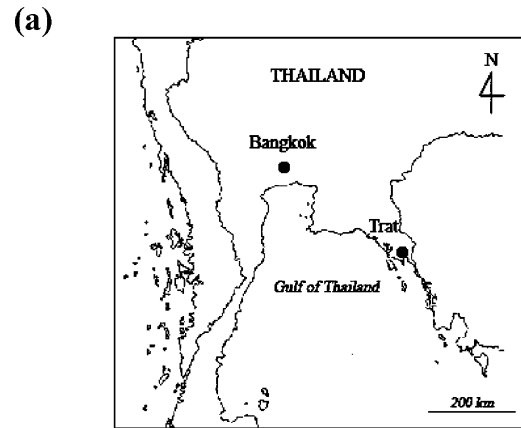 (a)
N
THAILAND
Bangkok
Trat
Gulf of Thailand
200 km